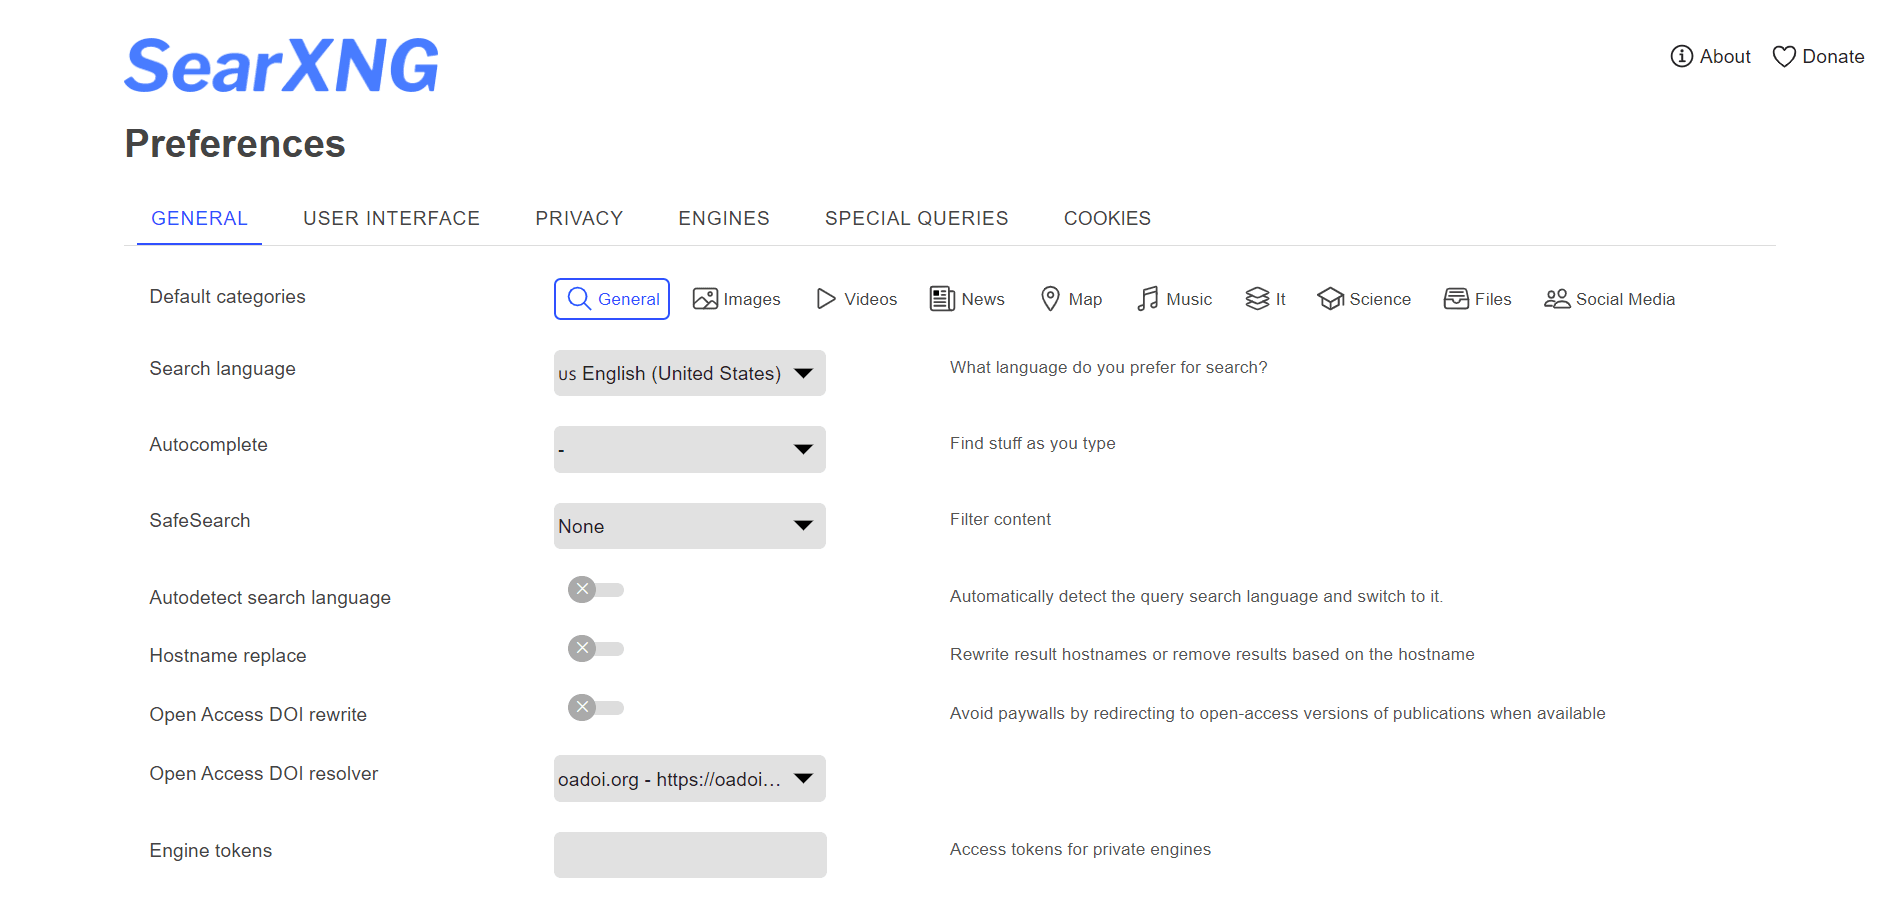 SearXNG
About Donate
Preferences
GENERAL USER INTERFACE PRIVACY ENGINES SPECIAL QUERIES COOKIES
Default categories General Images Videos News Map Music It Science Files Social Media
Search language US English (United States) What language do you prefer for search?
Autocomplete - Find stuff as you type
SafeSearch None Filter content
Autodetect search language Automatically detect the query search language and switch to it.
Hostname replace Rewrite result hostnames or remove results based on the hostname
Open Access DOI rewrite Avoid paywalls by redirecting to open-access versions of publications when available
Open Access DOI resolver oadoi.org - https://oadoi...
Engine tokens Access tokens for private engines